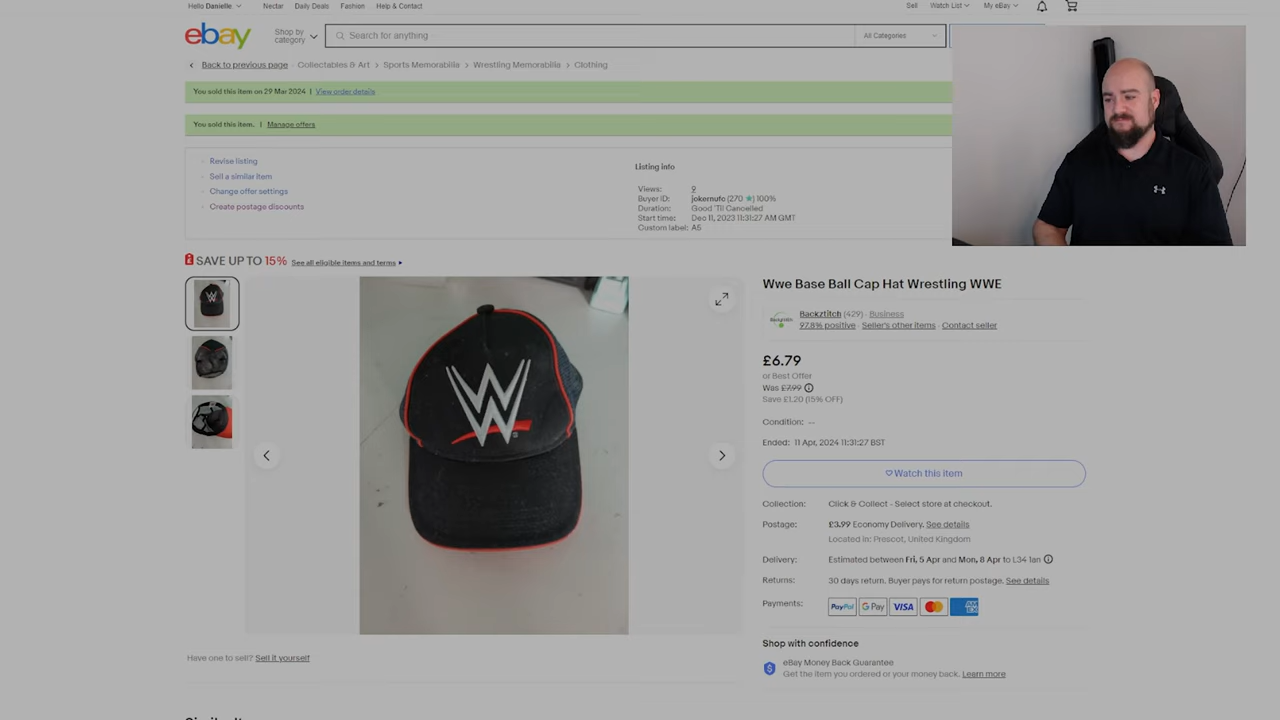 Hello Danielle
Nectar
Daily Deals
Fashion
Help & Contact
Sell
Watch List
My eBay
ebay
Shop by
category
Search for anything
All Categories
Back to previous page
Collectables & Art
Sports Memorabilia
Wrestling Memorabilia
Clothing
You sold this item on 29 Mar 2024 | View order details
You sold this item. | Manage offers
Revise listing
Sell a similar item
Change offer settings
Create postage discounts
Listing info
Views: 9
Buyer ID: jokernufc (270 ★) 100%
Duration: Good 'Til Cancelled
Start time: Dec 11, 2023 11:31:27 AM GMT
Custom label: A5
SAVE UP TO 15% See all eligible items and terms ▸
W
Wwe Base Ball Cap Hat Wrestling WWE
Backztitch (429) · Business
97.8% positive · Seller's other items · Contact seller
£6.79
or Best Offer
Was £7.99
Save £1.20 (15% OFF)
Condition: --
Ended: 11 Apr, 2024 11:31:27 BST
Watch this item
Collection: Click & Collect - Select store at checkout.
Postage: £3.99 Economy Delivery. See details
Located in: Prescot, United Kingdom
Delivery: Estimated between Fri, 5 Apr and Mon, 8 Apr to L34 1an
Returns: 30 days return. Buyer pays for return postage. See details
Payments: PayPal G Pay VISA AMEX
Shop with confidence
eBay Money Back Guarantee
Get the item you ordered or your money back. Learn more
Have one to sell? Sell it yourself